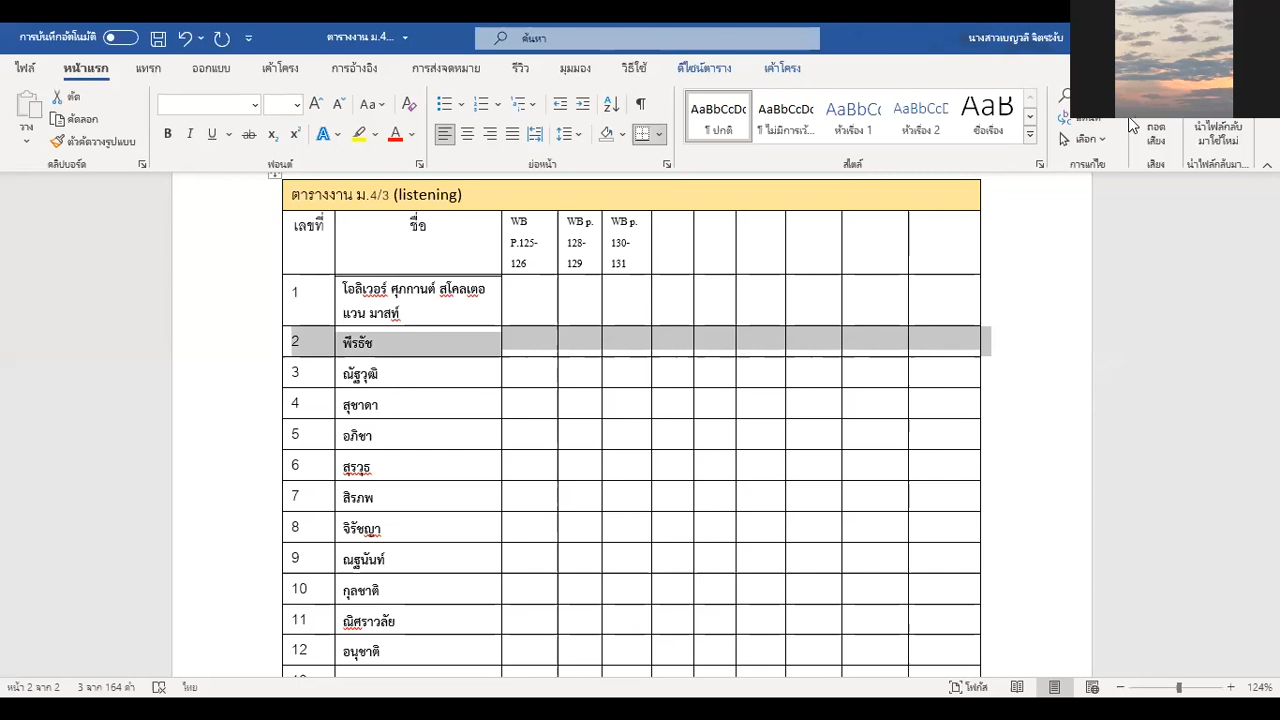 การบันทึกอัตโนมัติ
ตารางงาน ม.4...
ค้นหา
นางสาวเบญวลี จิตระงับ
ไฟล์ หน้าแรก แทรก ออกแบบ เค้าโครง การอ้างอิง การส่งจดหมาย รีวิว มุมมอง วิธีใช้ ดีไซน์ตาราง เค้าโครง
วาง
ตัด
คัดลอก
ตัวคัดวางรูปแบบ
คลิปบอร์ด
ฟอนต์
ย่อหน้า
AaBbCcDc AaBbCcDc AaBbCc AaBbCcD AaB
¶ ปกติ ¶ ไม่มีการเว้... หัวเรื่อง 1 หัวเรื่อง 2 ชื่อเรื่อง
สไตล์
เลือก
การแก้ไข
ถอด
เสียง
เสียง
นำไฟล์กลับ
มาใช้ใหม่
นำไฟล์กลับมา
ตารางงาน ม.4/3 (listening)
เลขที่ ชื่อ WB P.125-126 WB p. 128-129 WB p. 130-131
1 โอลิเวอร์ ศุภกานต์ สโคลเตอ
แวน มาสท์
2 พีรธัช
3 ณัฐวุฒิ
4 สุชาดา
5 อภิชา
6 สุรวุธ
7 สิรภพ
8 จิรัชญา
9 ณฐนันท์
10 กุลชาติ
11 ณิศราวลัย
12 อนุชาติ
หน้า 2 จาก 2 3 จาก 164 คำ ไทย โฟกัส 124%